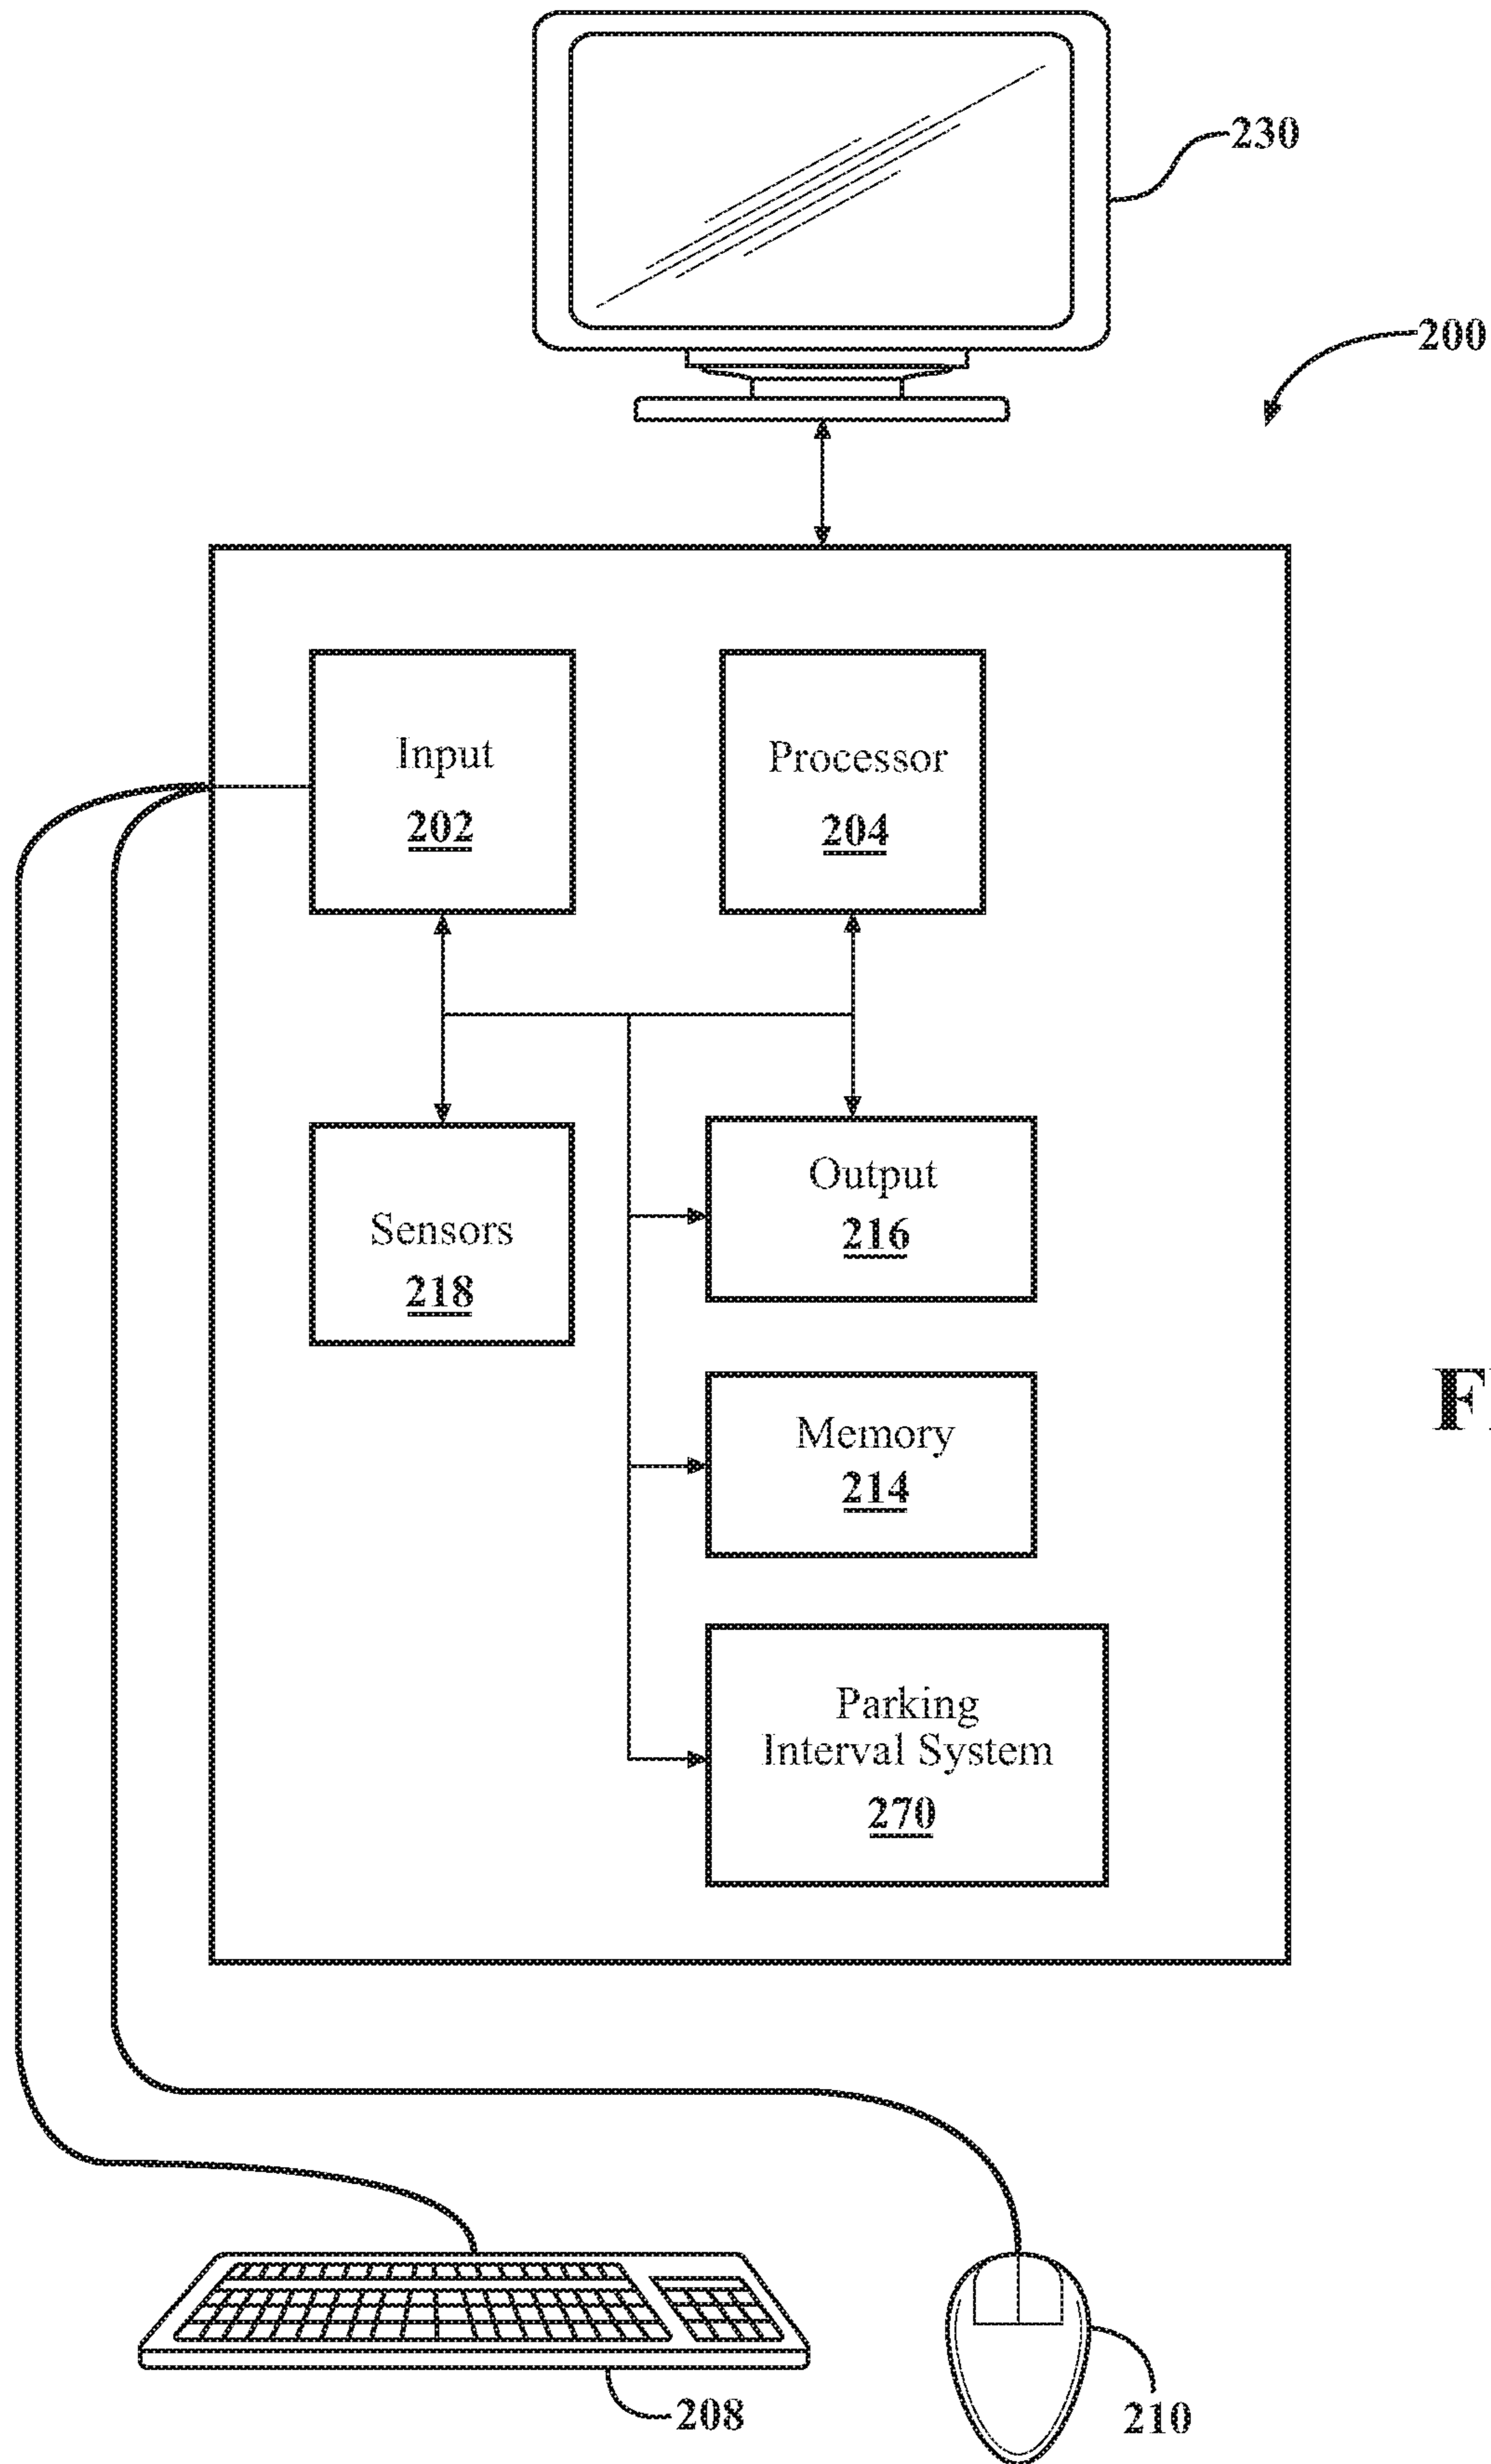 230
200
Input
202
Processor
204
Sensors
218
Output
216
Memory
214
Parking
Interval System
270
208
210